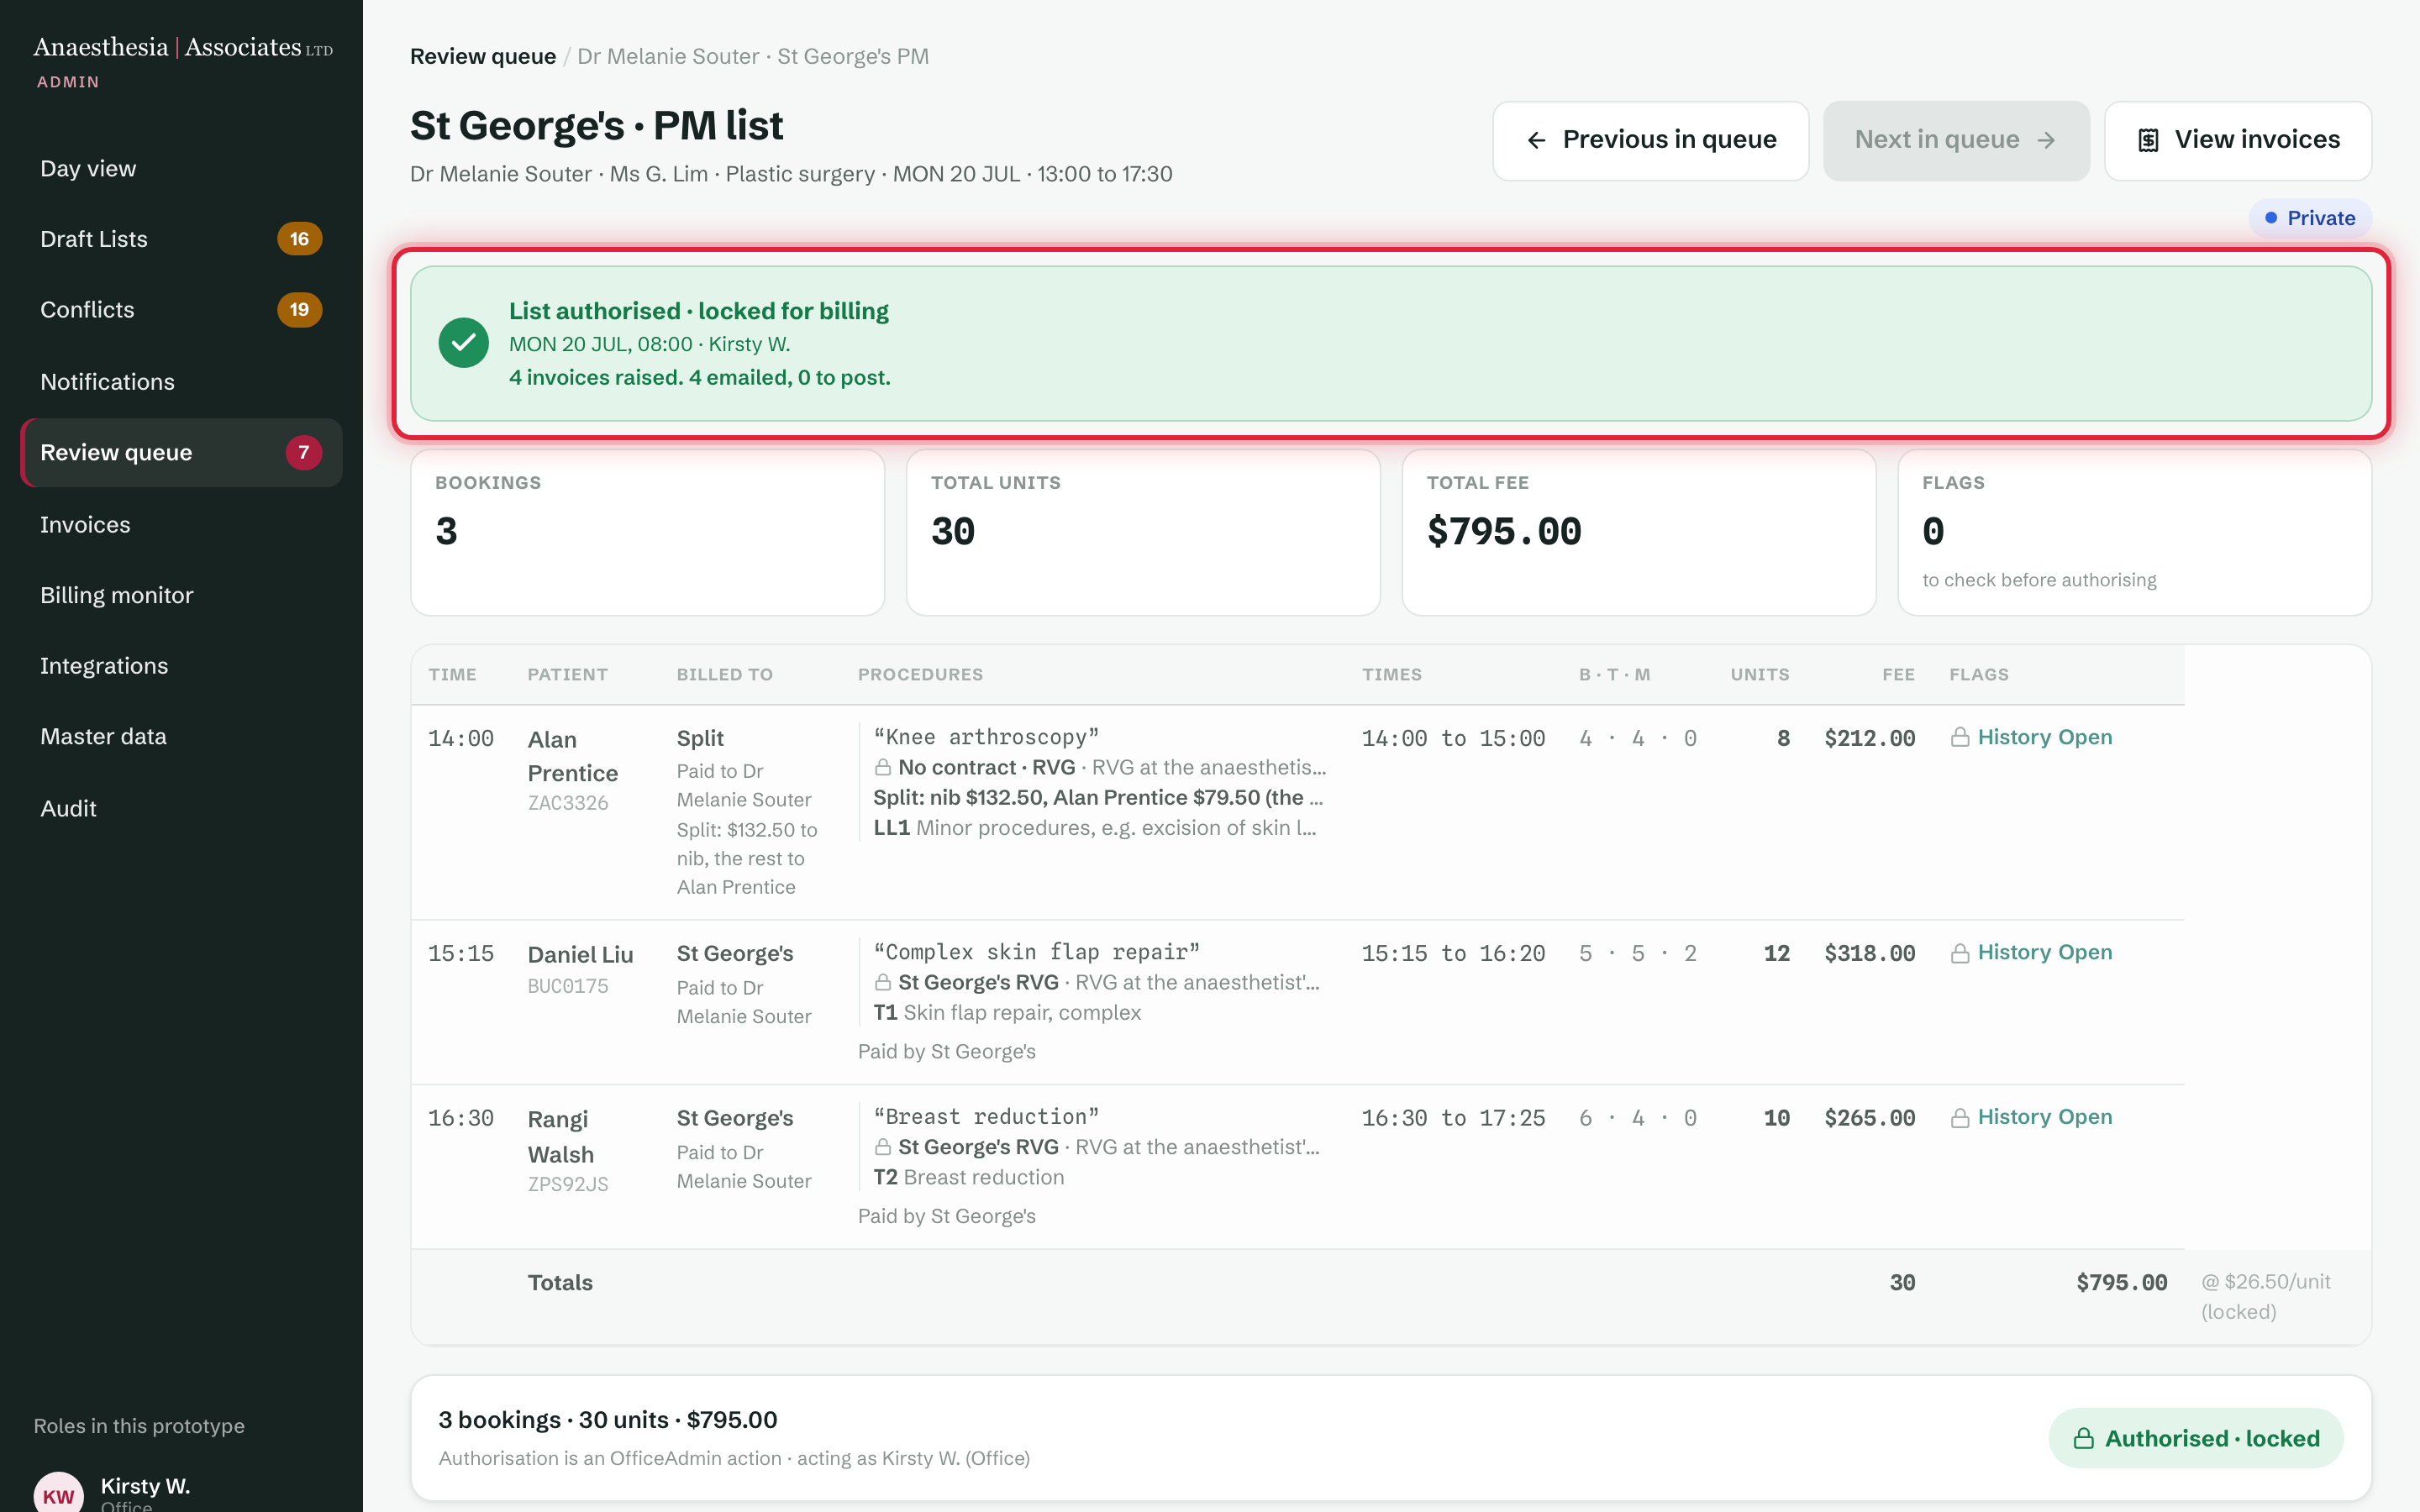 Anaesthesia | Associates LTD
ADMIN
Day view
Draft Lists 16
Conflicts 19
Notifications
Review queue 7
Invoices
Billing monitor
Integrations
Master data
Audit
Roles in this prototype
KW Kirsty W.
Office
Review queue / Dr Melanie Souter · St George's PM
St George's · PM list
Dr Melanie Souter · Ms G. Lim · Plastic surgery · MON 20 JUL · 13:00 to 17:30
← Previous in queue
Next in queue →
View invoices
Private
List authorised · locked for billing
MON 20 JUL, 08:00 · Kirsty W.
4 invoices raised. 4 emailed, 0 to post.
BOOKINGS
3
TOTAL UNITS
30
TOTAL FEE
$795.00
FLAGS
0
to check before authorising
TIME PATIENT BILLED TO PROCEDURES TIMES B · T · M UNITS FEE FLAGS
14:00
Alan
Prentice
ZAC3326
Split
Paid to Dr
Melanie Souter
Split: $132.50 to
nib, the rest to
Alan Prentice
“Knee arthroscopy”
No contract · RVG · RVG at the anaesthetis...
Split: nib $132.50, Alan Prentice $79.50 (the ...
LL1 Minor procedures, e.g. excision of skin l...
14:00 to 15:00 4 · 4 · 0 8 $212.00 History Open
15:15
Daniel Liu
BUC0175
St George's
Paid to Dr
Melanie Souter
“Complex skin flap repair”
St George's RVG · RVG at the anaesthetist'...
T1 Skin flap repair, complex
Paid by St George's
15:15 to 16:20 5 · 5 · 2 12 $318.00 History Open
16:30
Rangi
Walsh
ZPS92JS
St George's
Paid to Dr
Melanie Souter
“Breast reduction”
St George's RVG · RVG at the anaesthetist'...
T2 Breast reduction
Paid by St George's
16:30 to 17:25 6 · 4 · 0 10 $265.00 History Open
Totals 30 $795.00 @ $26.50/unit
(locked)
3 bookings · 30 units · $795.00
Authorisation is an OfficeAdmin action · acting as Kirsty W. (Office)
Authorised · locked